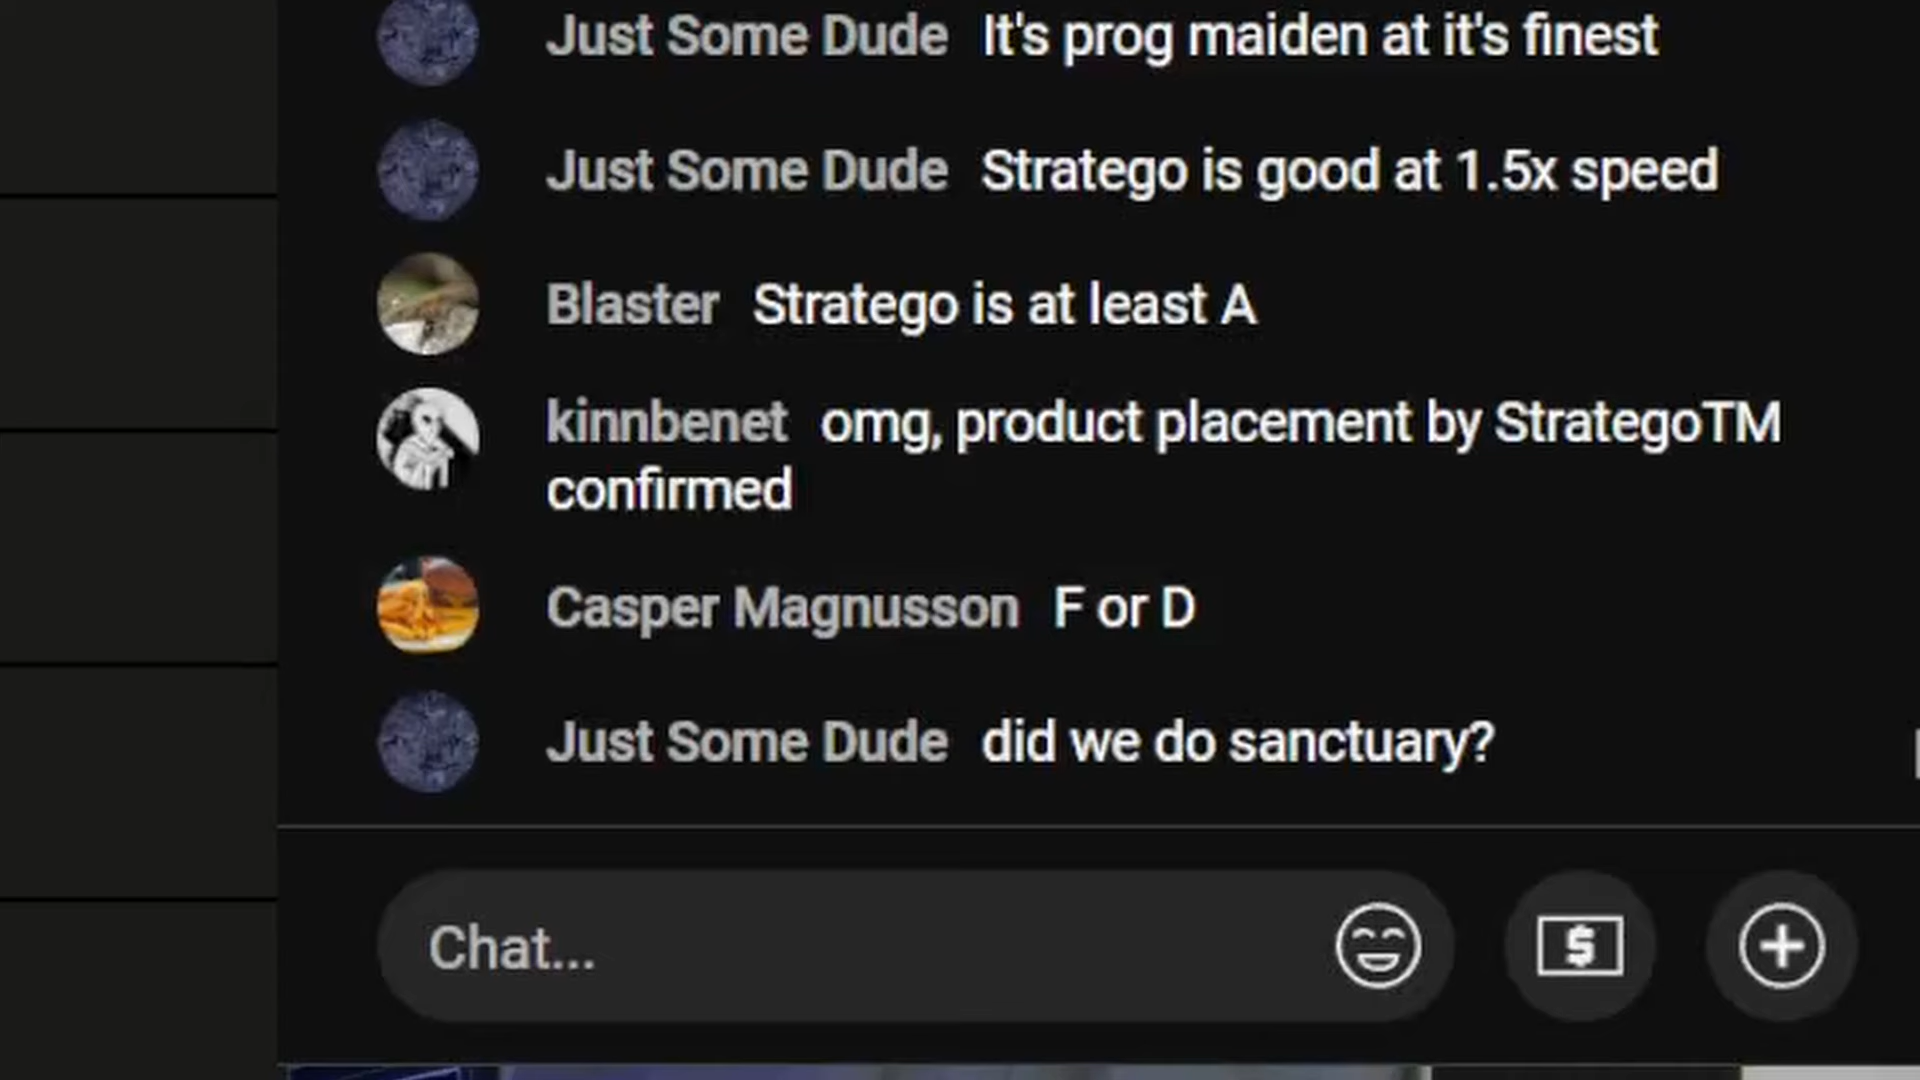 Just Some Dude It's prog maiden at it's finest
Just Some Dude Stratego is good at 1.5x speed
Blaster Stratego is at least A
kinnbenet omg, product placement by StrategoTM
confirmed
Casper Magnusson F or D
Just Some Dude did we do sanctuary?
Chat...